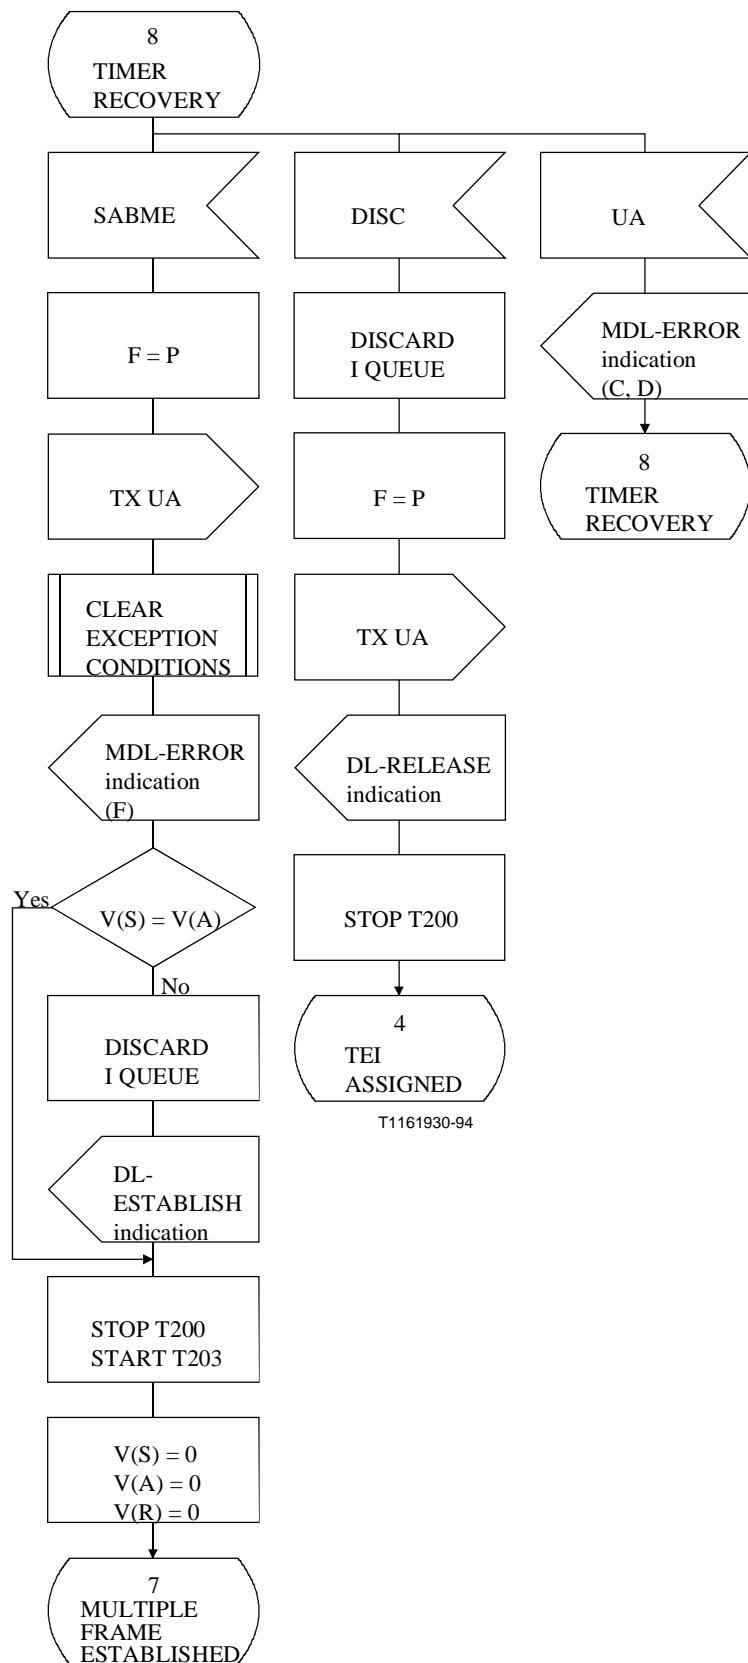 8
TIMER
RECOVERY
SABME
F = P
TX UA
CLEAR
EXCEPTION
CONDITIONS
MDL-ERROR
indication
(F)
V(S) = V(A)
Yes
No
DISCARD
I QUEUE
DL-
ESTABLISH
indication
STOP T200
START T203
V(S) = 0
V(A) = 0
V(R) = 0
7
MULTIPLE
FRAME
ESTABLISHED
DISC
DISCARD
I QUEUE
F = P
TX UA
DL-RELEASE
indication
STOP T200
4
TEI
ASSIGNED
T1161930-94
UA
MDL-ERROR
indication
(C, D)
8
TIMER
RECOVERY